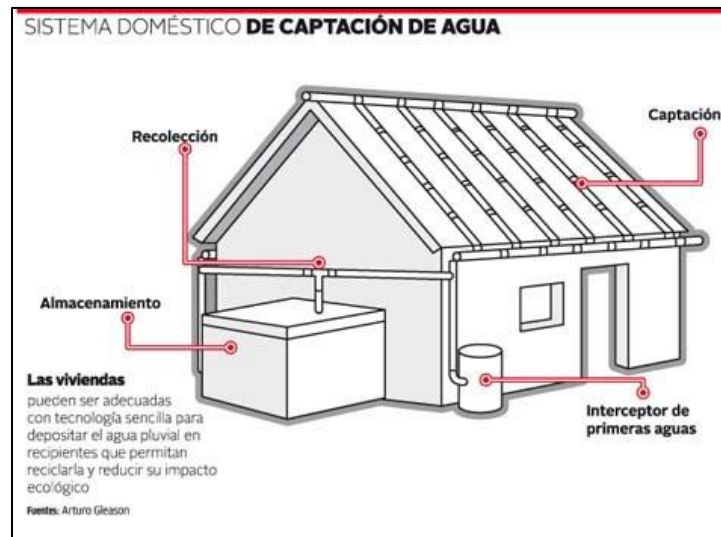 SISTEMA DOMÉSTICO DE CAPTACIÓN DE AGUA
Captación
Recolección
Almacenamiento
Las viviendas
pueden ser adecuadas
con tecnología sencilla para
depositar el agua pluvial en
recipientes que permitan
reciclarla y reducir su impacto
ecológico
Fuentes: Arturo Gleason
Interceptor de
primeras aguas